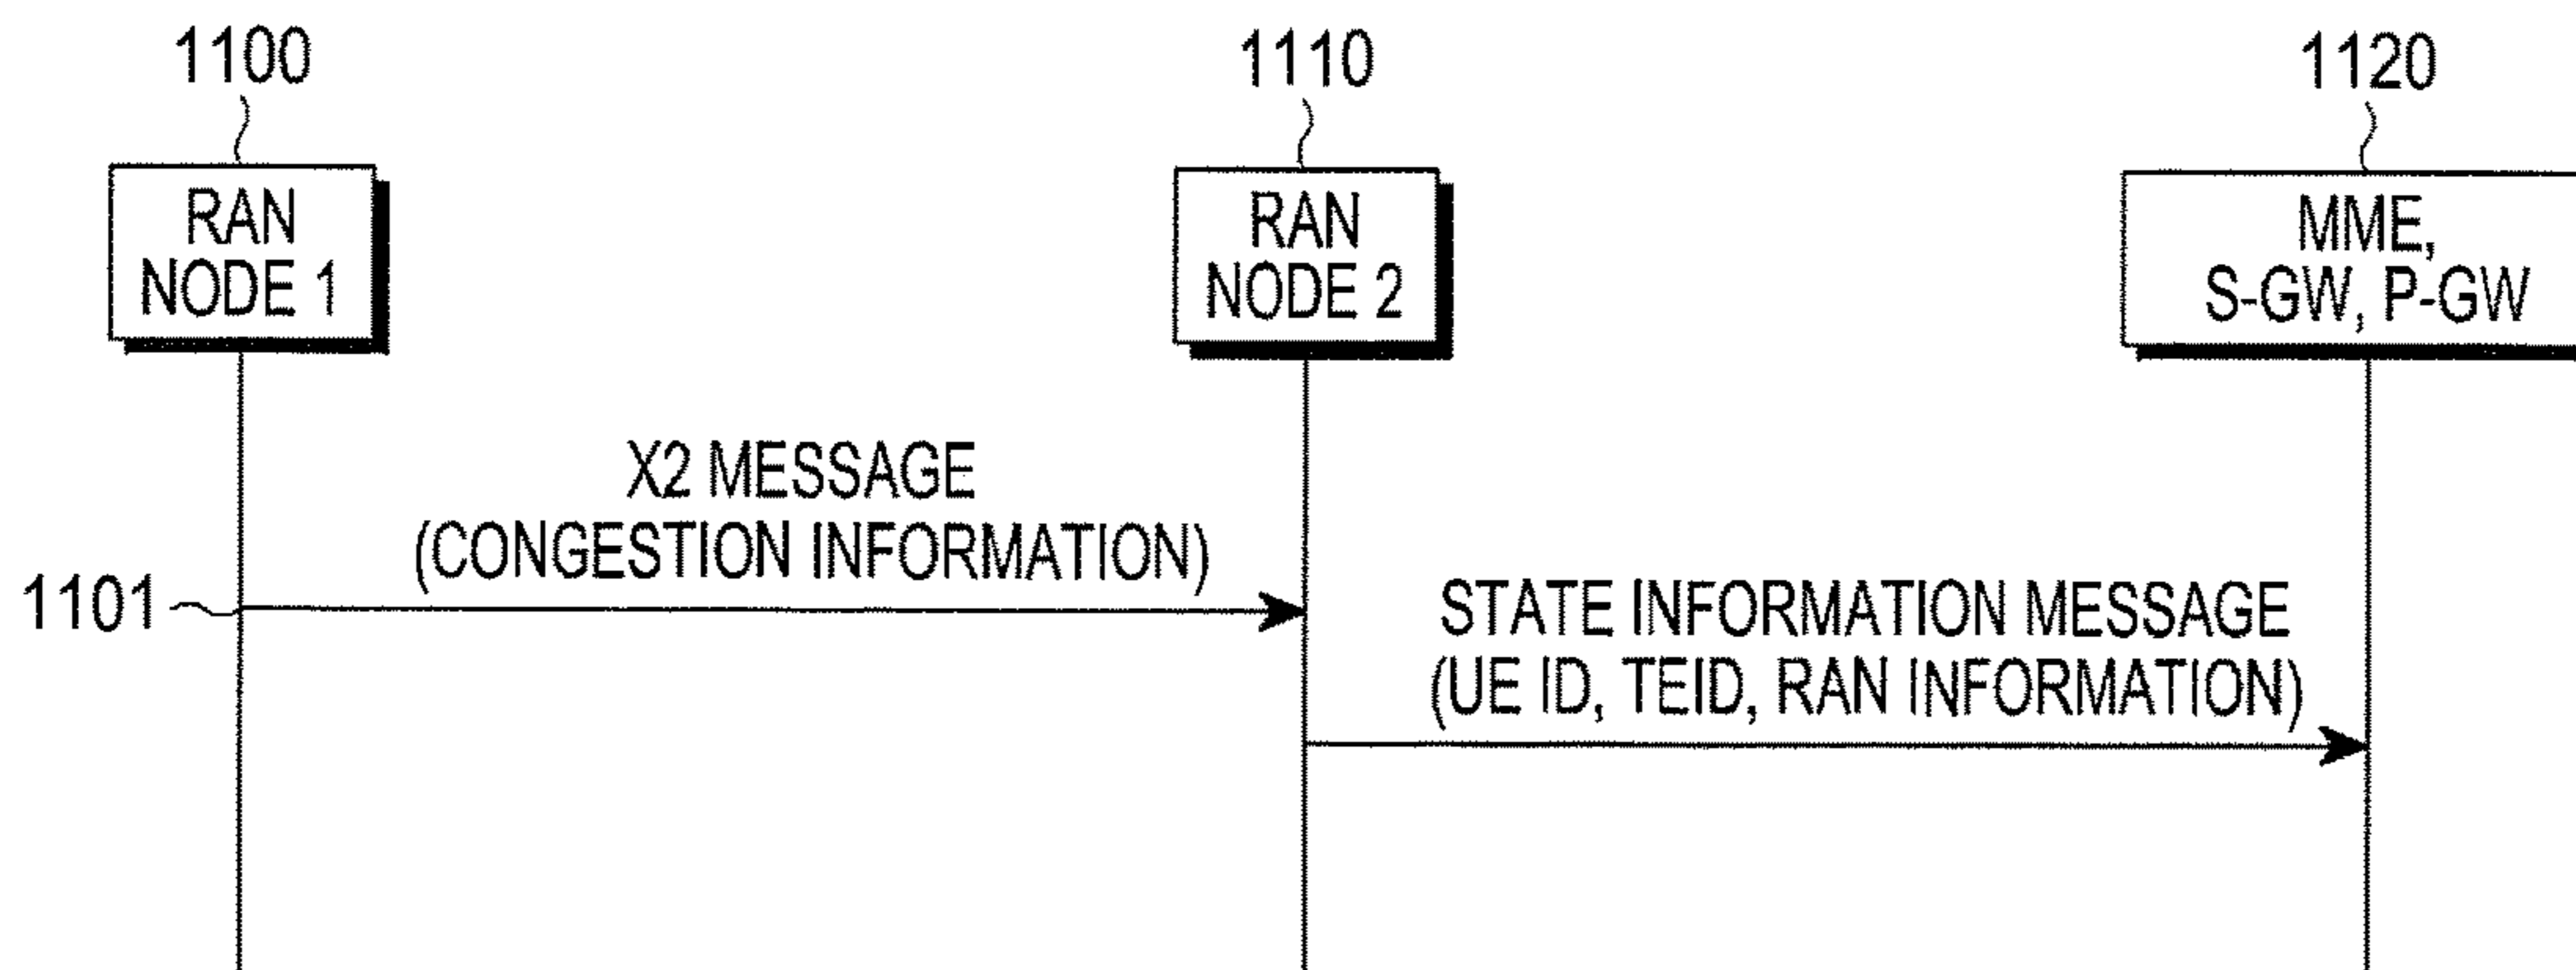 1100
1110
1120
RAN
NODE 1
RAN
NODE 2
MME,
S-GW, P-GW
X2 MESSAGE
(CONGESTION INFORMATION)
1101
STATE INFORMATION MESSAGE
(UE ID, TEID, RAN INFORMATION)